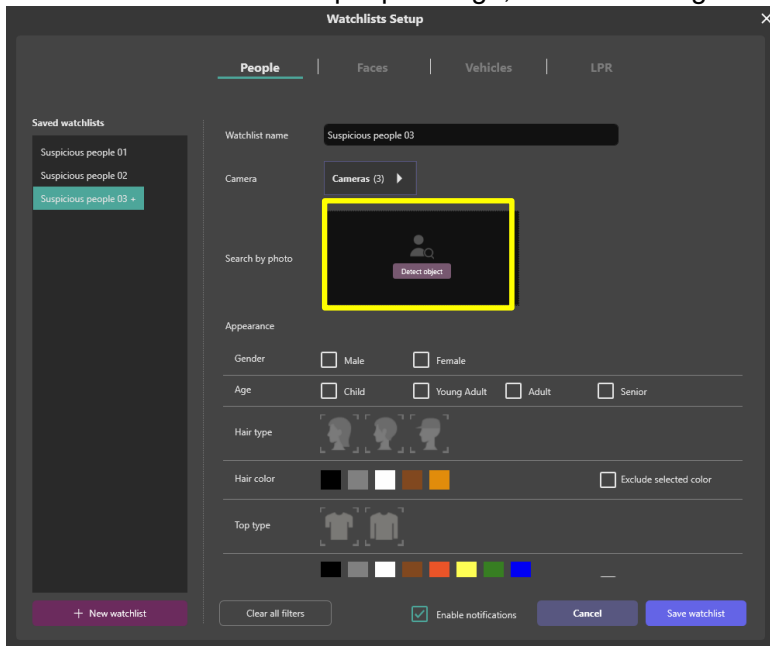 Watchlists Setup
People | Faces | Vehicles | LPR
Saved watchlists
Suspicious people 01
Suspicious people 02
Suspicious people 03 +
+ New watchlist
Watchlist name
Suspicious people 03
Camera
Cameras (3)
Search by photo
Detect object
Appearance
Gender
Male
Female
Age
Child
Young Adult
Adult
Senior
Hair type
Hair color
Exclude selected color
Top type
Clear all filters
Enable notifications
Cancel
Save watchlist